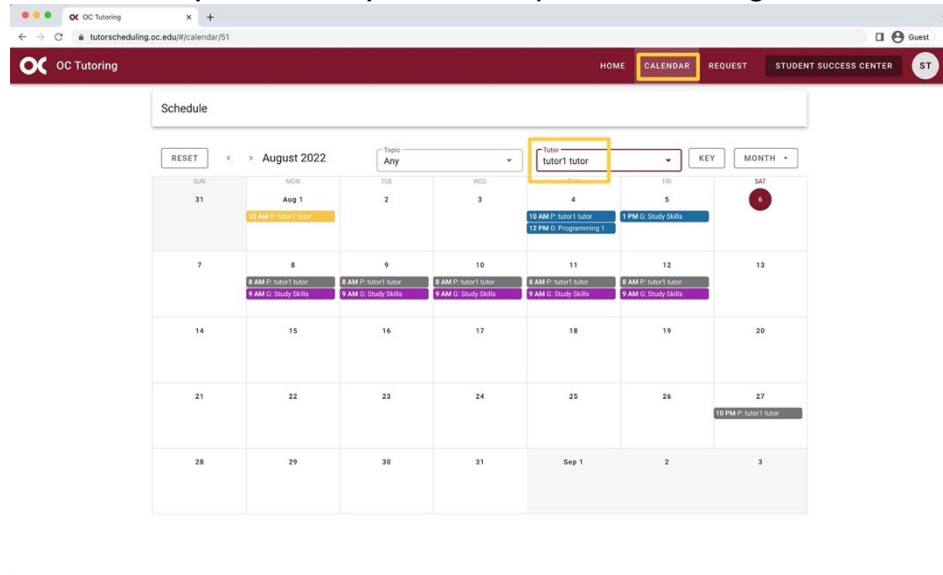 OC Tutoring
tutorscheduling.oc.edu/#/calendar/51
Guest
OC
OC Tutoring
HOME
CALENDAR
REQUEST
STUDENT SUCCESS CENTER
ST
Schedule
RESET
August 2022
Topic
Any
Tutor
tutor1 tutor
KEY
MONTH
SUN MON TUE WED FRI SAT
31 Aug 1 2 3 4 5 6
10 AM P: tutor1 tutor
10 AM P: tutor1 tutor
1 PM G: Study Skills
12 PM G: Programming 1
7 8 9 10 11 12 13
8 AM P: tutor1 tutor 8 AM P: tutor1 tutor 8 AM P: tutor1 tutor 8 AM P: tutor1 tutor 8 AM P: tutor1 tutor
9 AM G: Study Skills 9 AM G: Study Skills 9 AM G: Study Skills 9 AM G: Study Skills 9 AM G: Study Skills
14 15 16 17 18 19 20
21 22 23 24 25 26 27
10 PM P: tutor1 tutor
28 29 30 31 Sep 1 2 3